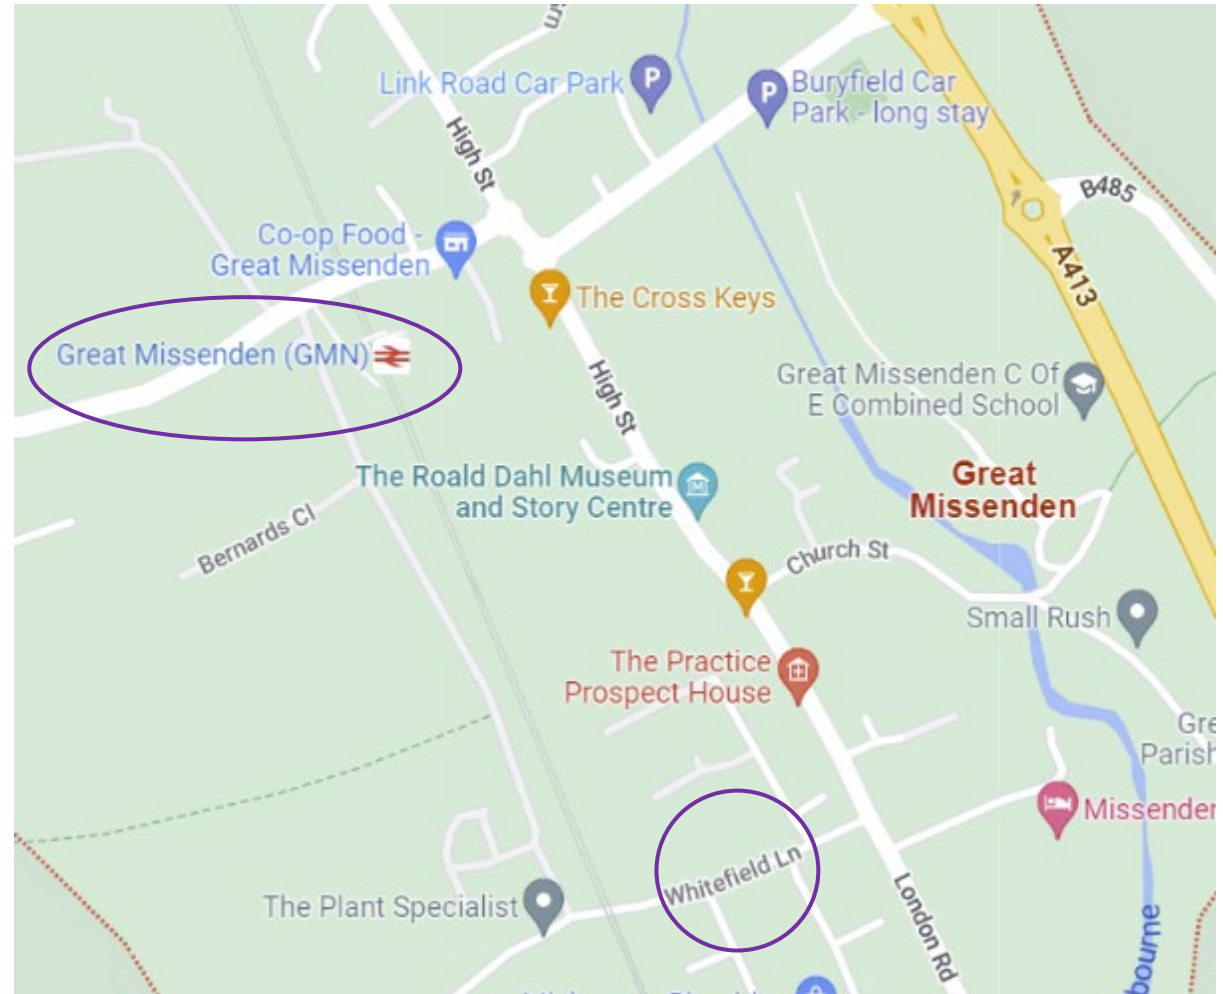 Link Road Car Park
P
P
Buryfield Car
Park - long stay
High St
B485
Co-op Food -
Great Missenden
A413
The Cross Keys
Great Missenden (GMN)
High St
Great Missenden C Of
E Combined School
The Roald Dahl Museum
and Story Centre
Great
Missenden
Bernards Cl
Church St
Small Rush
The Practice
Prospect House
Gre
Parish
Missenden
Whitefield Ln
The Plant Specialist
London Rd
bourne